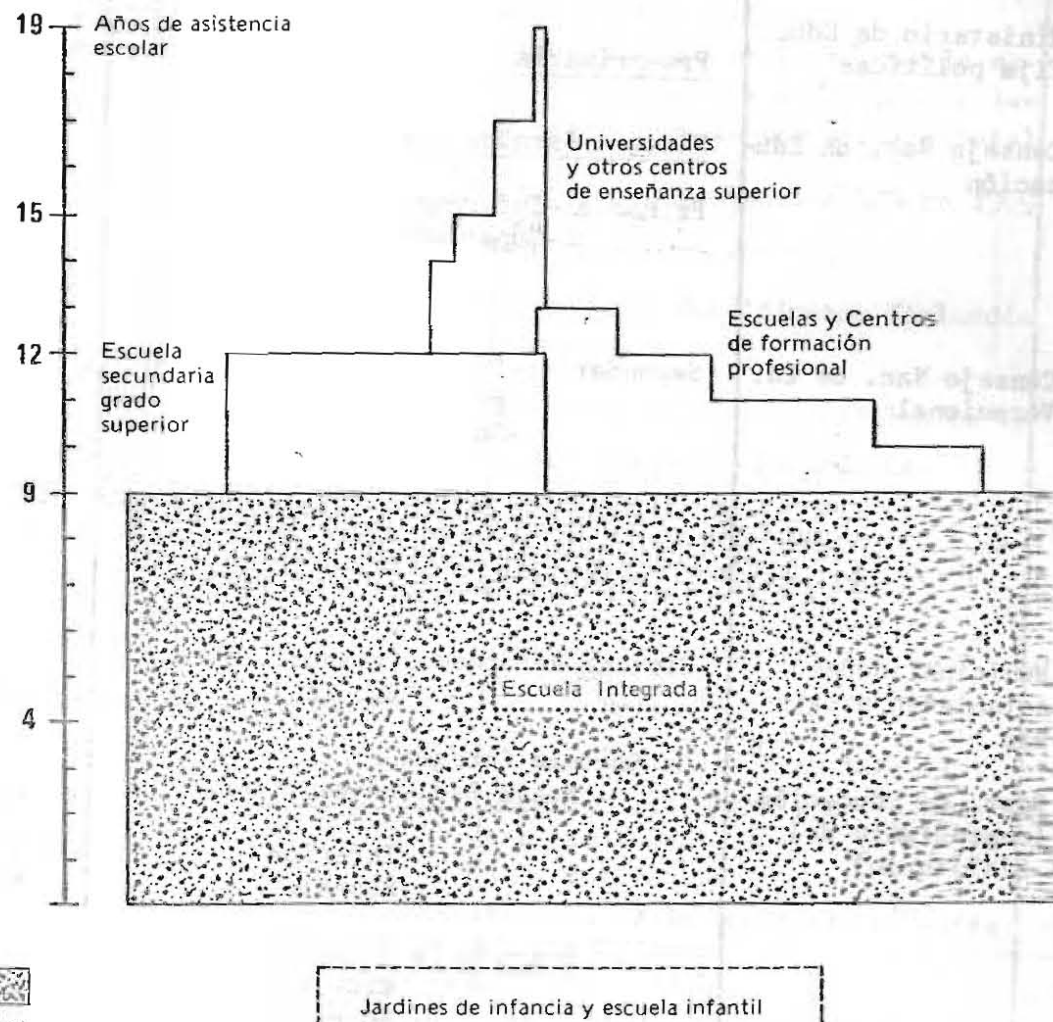 19
Años de asistencia
escolar
Universidades
y otros centros
de enseñanza superior
15
Escuelas y Centros
de formación
profesional
12
Escuela
secundaria
grado
superior
9
Escuela Integrada
4
Jardines de infancia y escuela infantil